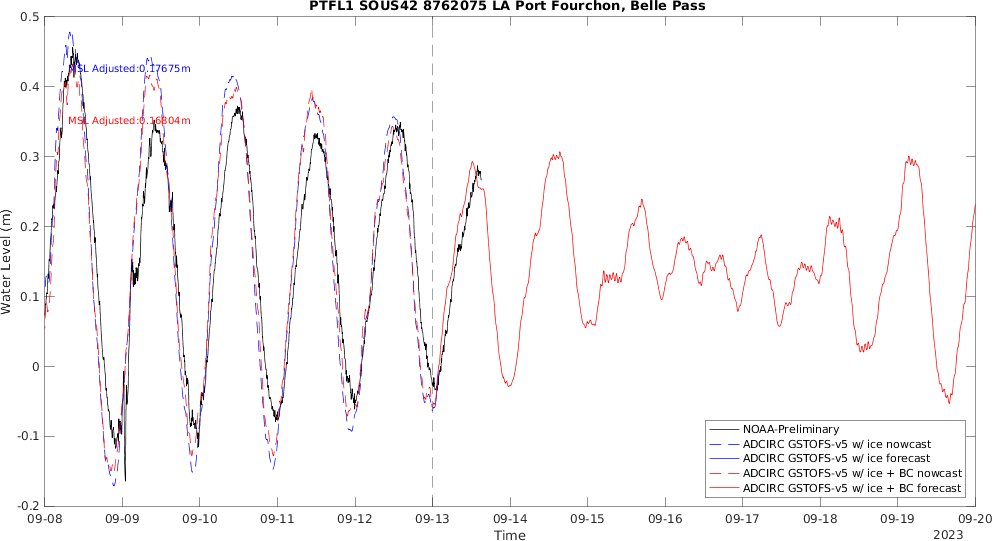 PTFL1 SOUS42 8762075 LA Port Fourchon, Belle Pass
Water Level (m)
0.5
0.4
0.3
0.2
0.1
0
-0.1
-0.2
MSL Adjusted:0.17675m
MSL Adjusted:0.16804m
NOAA-Preliminary
ADCIRC GSTOFS-v5 w/ ice nowcast
ADCIRC GSTOFS-v5 w/ ice forecast
ADCIRC GSTOFS-v5 w/ ice + BC nowcast
ADCIRC GSTOFS-v5 w/ ice + BC forecast
09-08 09-09 09-10 09-11 09-12 09-13 09-14 09-15 09-16 09-17 09-18 09-19 09-20
Time
2023